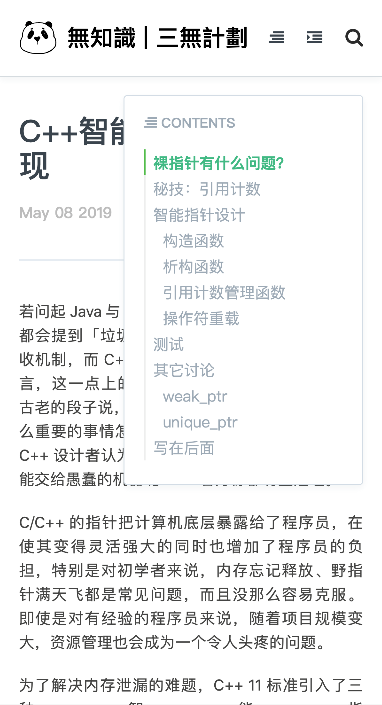 無知識 | 三無計劃
CONTENTS
裸指针有什么问题?
秘技：引用计数
智能指针设计
构造函数
析构函数
引用计数管理函数
操作符重载
测试
其它讨论
weak_ptr
unique_ptr
写在后面
C++智能
现
May 08 2019
若问起 Java 与
都会提到「垃圾
收机制，而 C+
言，这一点上的
古老的段子说，
么重要的事情怎
C++ 设计者认为
能交给愚蠢的机
C/C++ 的指针把计算机底层暴露给了程序员，在
使其变得灵活强大的同时也增加了程序员的负
担，特别是对初学者来说，内存忘记释放、野指
针满天飞都是常见问题，而且没那么容易克服。
即使是对有经验的程序员来说，随着项目规模变
大，资源管理也会成为一个令人头疼的问题。
为了解决内存泄漏的难题，C++ 11 标准引入了三
种 智 能 指